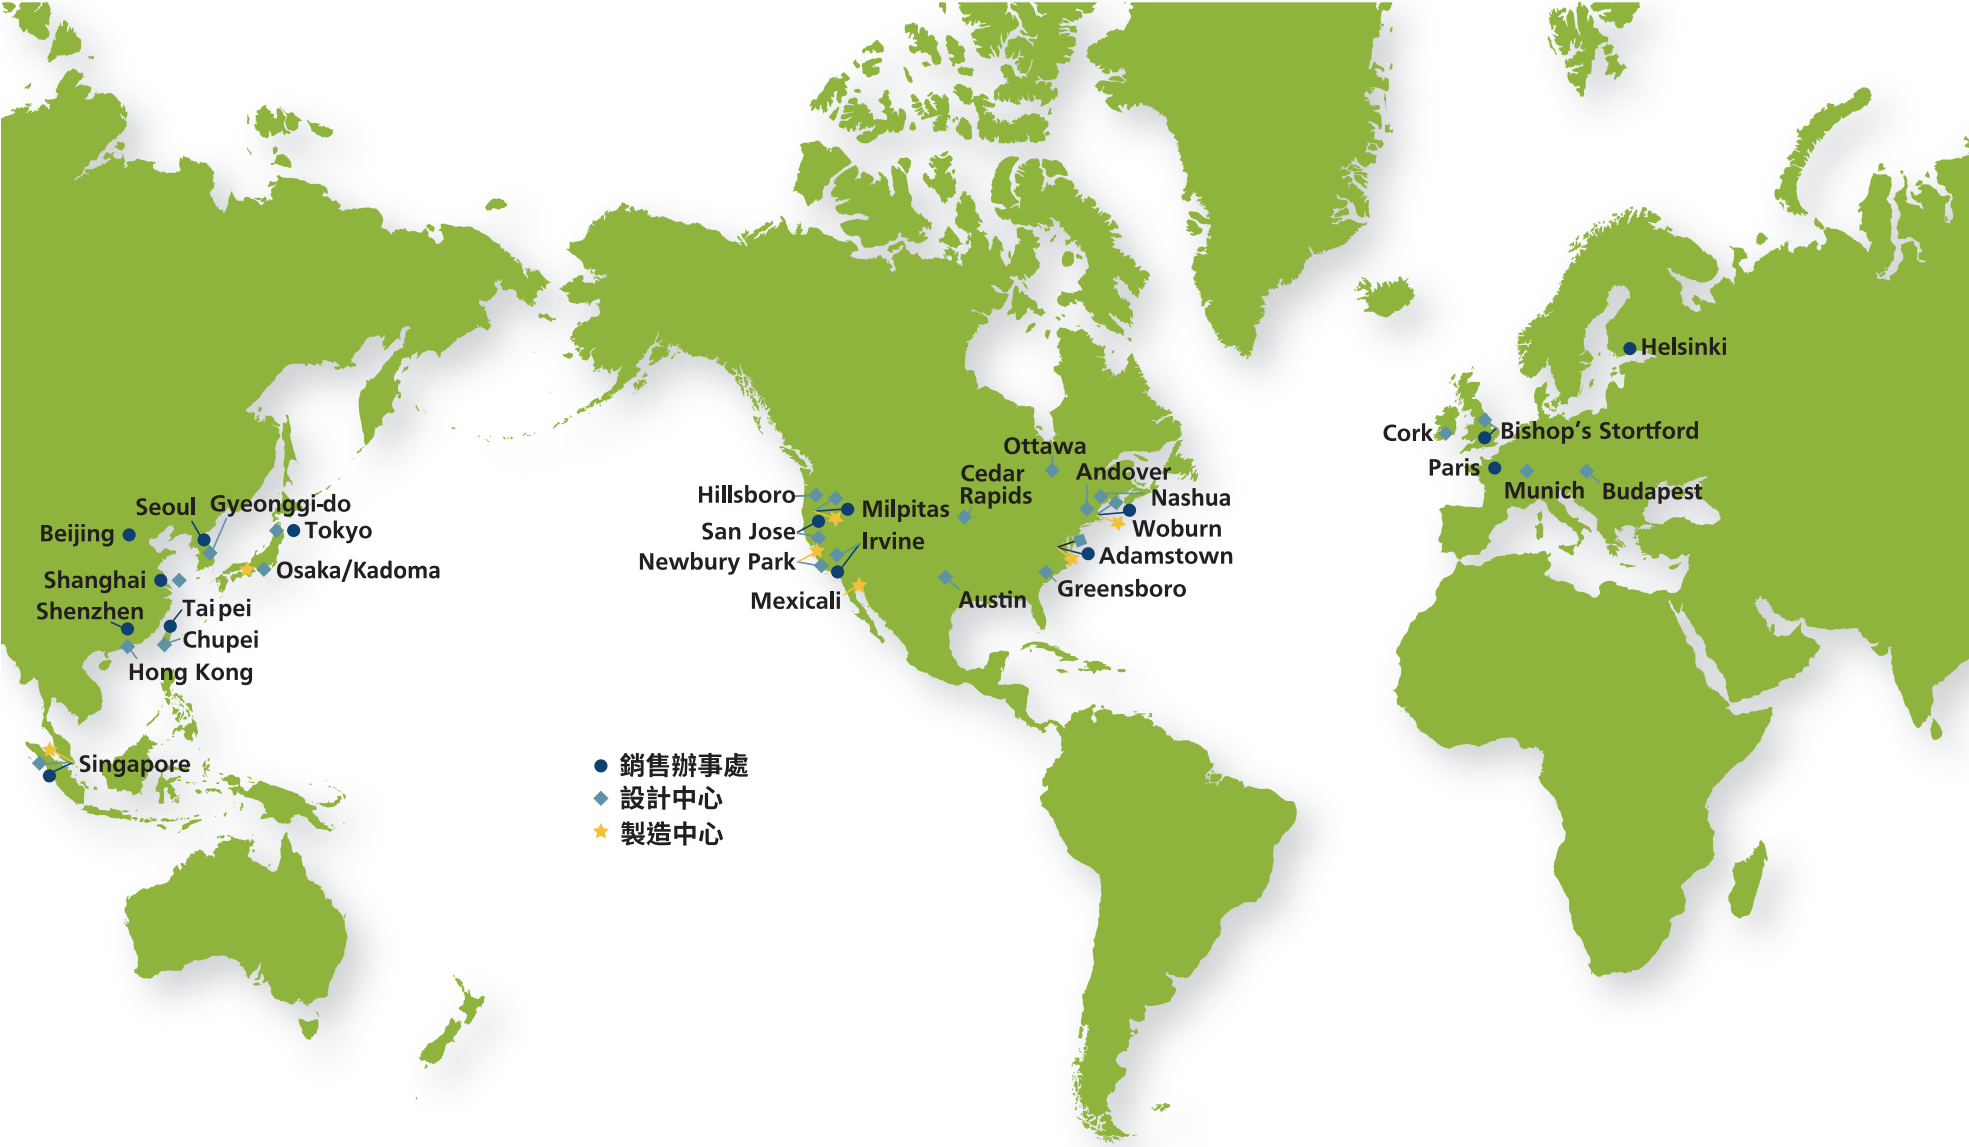 Helsinki
Cork
Bishop's Stortford
Paris
Munich
Budapest
Ottawa
Cedar
Rapids
Andover
Hillsboro
Milpitas
Nashua
San Jose
Woburn
Irvine
Newbury Park
Adamstown
Mexicali
Austin
Greensboro
Seoul
Gyeonggi-do
Beijing
Tokyo
Shanghai
Osaka/Kadoma
Shenzhen
Taipei
Chupei
Hong Kong
Singapore
銷售辦事處
設計中心
製造中心